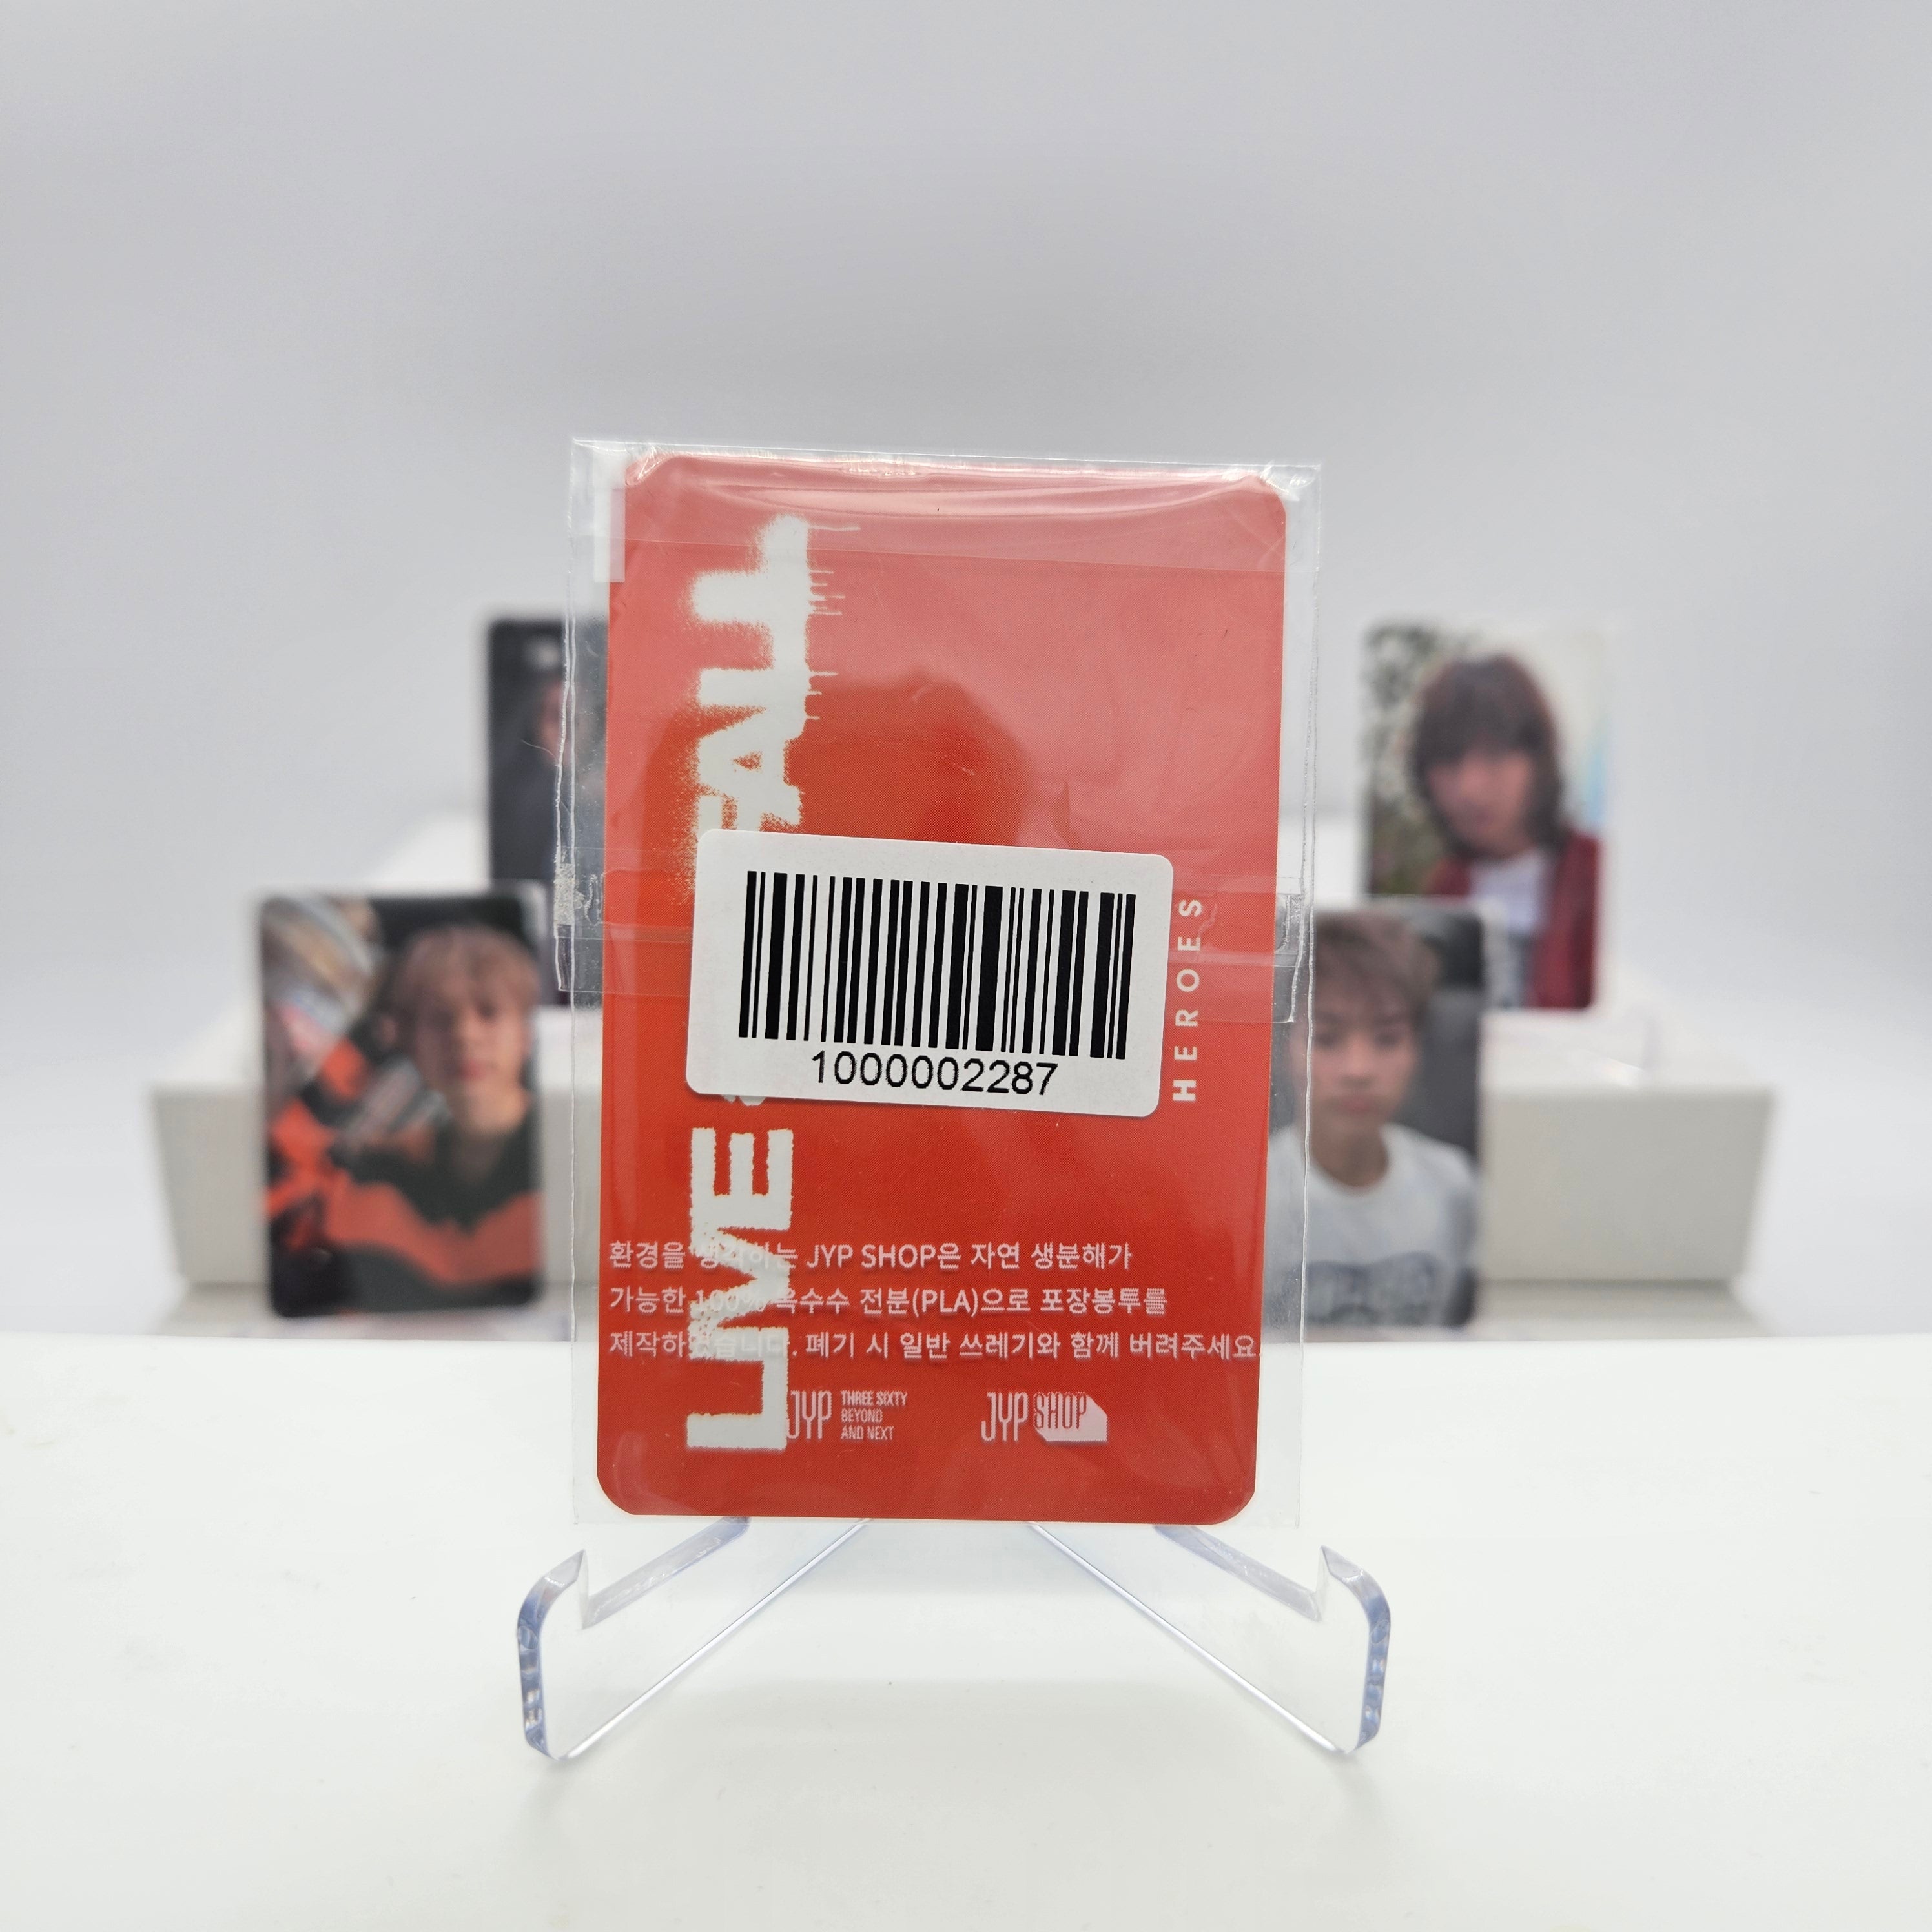 LIVE
FALL
HEROES
1000002287
환경을 생각하는 JYP SHOP은 자연 생분해가
가능한 100% 옥수수 전분(PLA)으로 포장봉투를
제작하였습니다. 폐기 시 일반 쓰레기와 함께 버려주세요
JYP THREE SIXTY
BEYOND
AND NEXT
JYP SHOP